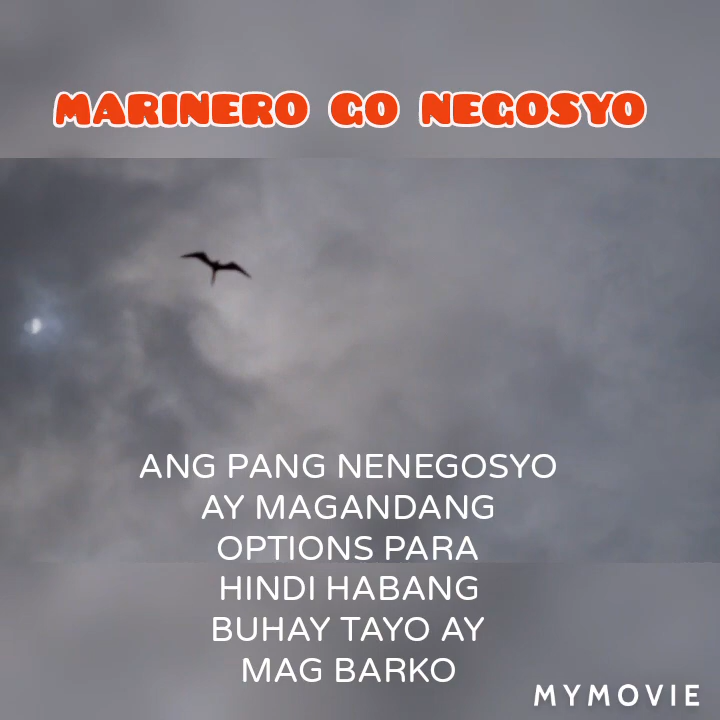 MARINERO GO NEGOSYO
ANG PANG NENEGOSYO
AY MAGANDANG
OPTIONS PARA
HINDI HABANG
BUHAY TAYO AY
MAG BARKO
MYMOVIE